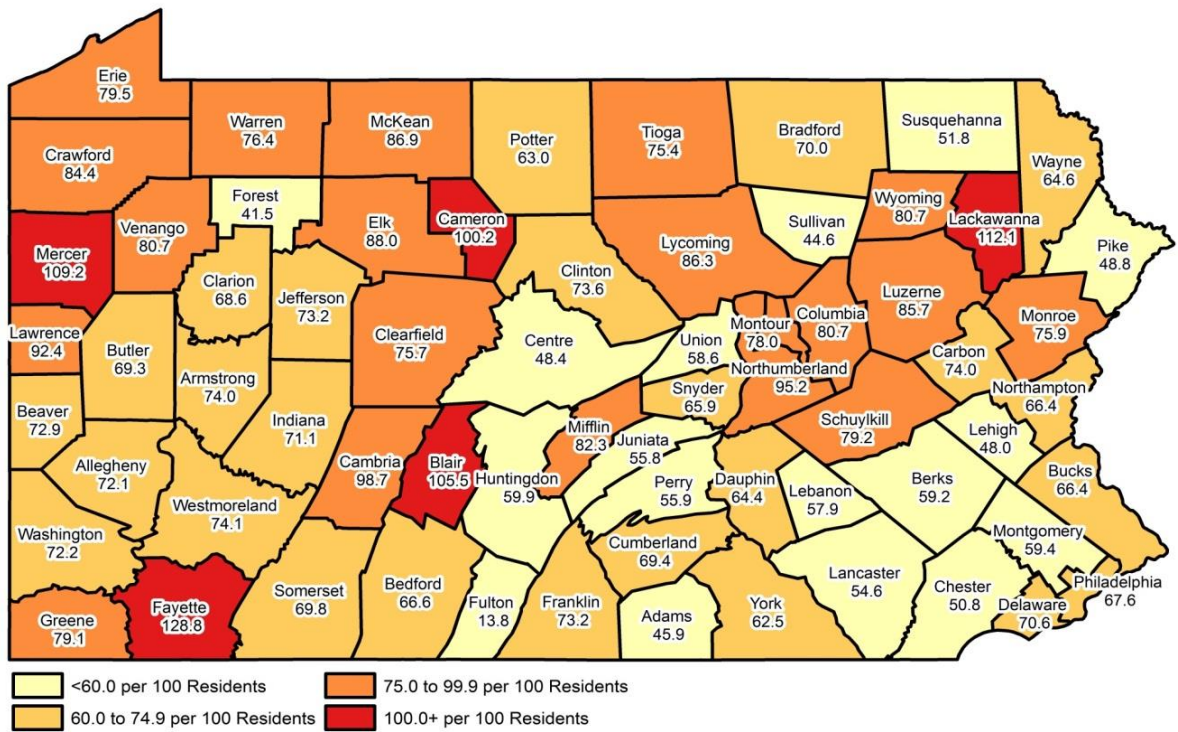 Erie
79.5
Warren
76.4
McKean
86.9
Potter
63.0
Tioga
75.4
Bradford
70.0
Susquehanna
51.8
Wayne
64.6
Crawford
84.4
Forest
41.5
Elk
88.0
Cameron
100.2
Wyoming
80.7
Lackawanna
112.1
Sullivan
44.6
Pike
48.8
Mercer
109.2
Venango
80.7
Clarion
68.6
Jefferson
73.2
Clinton
73.6
Lycoming
86.3
Lawrence
92.4
Butler
69.3
Clearfield
75.7
Centre
48.4
Union
58.6
Montour
78.0
Columbia
80.7
Luzerne
85.7
Monroe
75.9
Armstrong
74.0
Northumberland
95.2
Carbon
74.0
Beaver
72.9
Indiana
71.1
Snyder
65.9
Northampton
66.4
Allegheny
72.1
Cambria
98.7
Blair
105.5
Huntingdon
59.9
Mifflin
82.3
Juniata
55.8
Schuylkill
79.2
Lehigh
48.0
Perry
55.9
Dauphin
64.4
Lebanon
57.9
Berks
59.2
Bucks
66.4
Washington
72.2
Westmoreland
74.1
Cumberland
69.4
Montgomery
59.4
Greene
79.1
Fayette
128.8
Somerset
69.8
Bedford
66.6
Fulton
13.8
Franklin
73.2
Adams
45.9
York
62.5
Lancaster
54.6
Chester
50.8
Delaware
70.6
Philadelphia
67.6
<60.0 per 100 Residents
75.0 to 99.9 per 100 Residents
60.0 to 74.9 per 100 Residents
100.0+ per 100 Residents